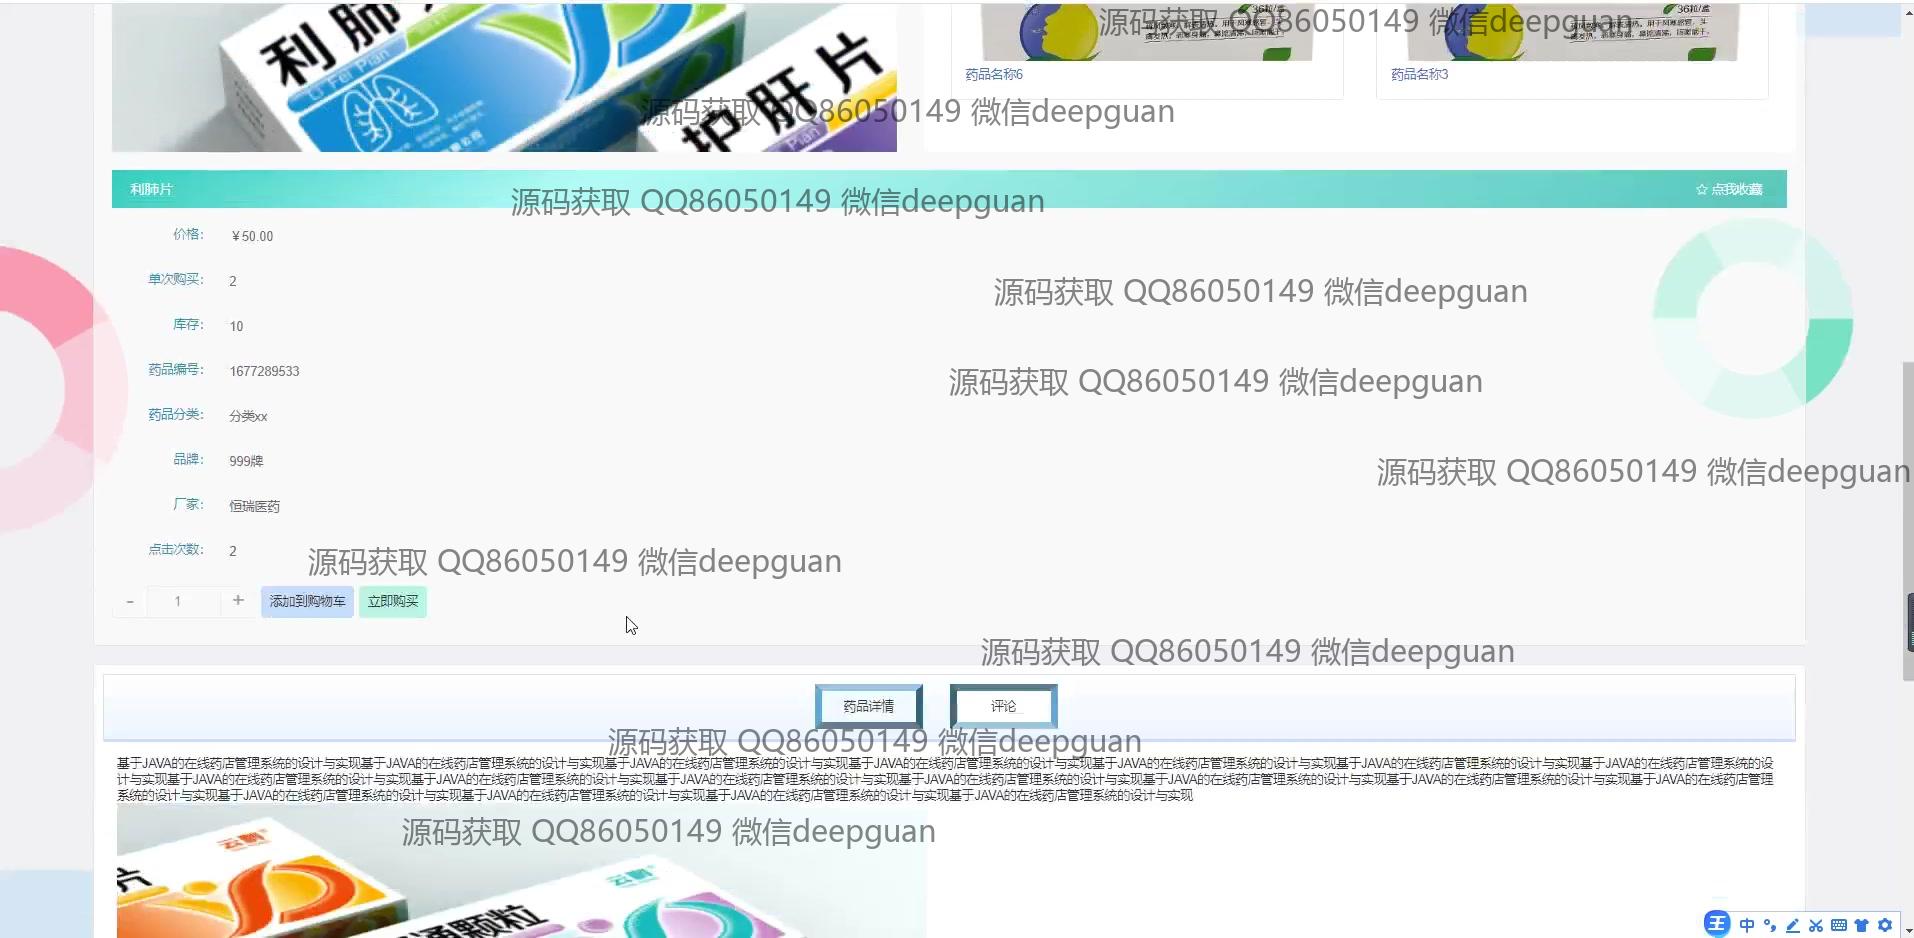 利肺
Li Fei Pian
护肝片
Pian
36粒/盒
36粒/盒
药品名称6
药品名称3
源码获取 QQ86050149 微信deepguan
源码获取 QQ86050149 微信deepguan
利肺片
☆ 点我收藏
源码获取 QQ86050149 微信deepguan
价格： ￥50.00
单次购买： 2
源码获取 QQ86050149 微信deepguan
库存： 10
药品编号： 1677289533
源码获取 QQ86050149 微信deepguan
药品分类： 分类xx
品牌： 999牌
源码获取 QQ86050149 微信deepguan
厂家： 恒瑞医药
点击次数： 2
源码获取 QQ86050149 微信deepguan
- 1 + 添加到购物车 立即购买
源码获取 QQ86050149 微信deepguan
药品详情 评论
源码获取 QQ86050149 微信deepguan
基于JAVA的在线药店管理系统的设计与实现基于JAVA的在线药店管理系统的设计与实现基于JAVA的在线药店管理系统的设计与实现基于JAVA的在线药店管理系统的设计与实现基于JAVA的在线药店管理系统的设计与实现基于JAVA的在线药店管理系统的设计与实现基于JAVA的在线药店管理系统的设
计与实现基于JAVA的在线药店管理系统的设计与实现基于JAVA的在线药店管理系统的设计与实现基于JAVA的在线药店管理系统的设计与实现基于JAVA的在线药店管理系统的设计与实现基于JAVA的在线药店管理系统的设计与实现基于JAVA的在线药店管理系统的设计与实现基于JAVA的在线药店管理
系统的设计与实现基于JAVA的在线药店管理系统的设计与实现基于JAVA的在线药店管理系统的设计与实现基于JAVA的在线药店管理系统的设计与实现基于JAVA的在线药店管理系统的设计与实现
源码获取 QQ86050149 微信deepguan
片
通颗粒
王 中